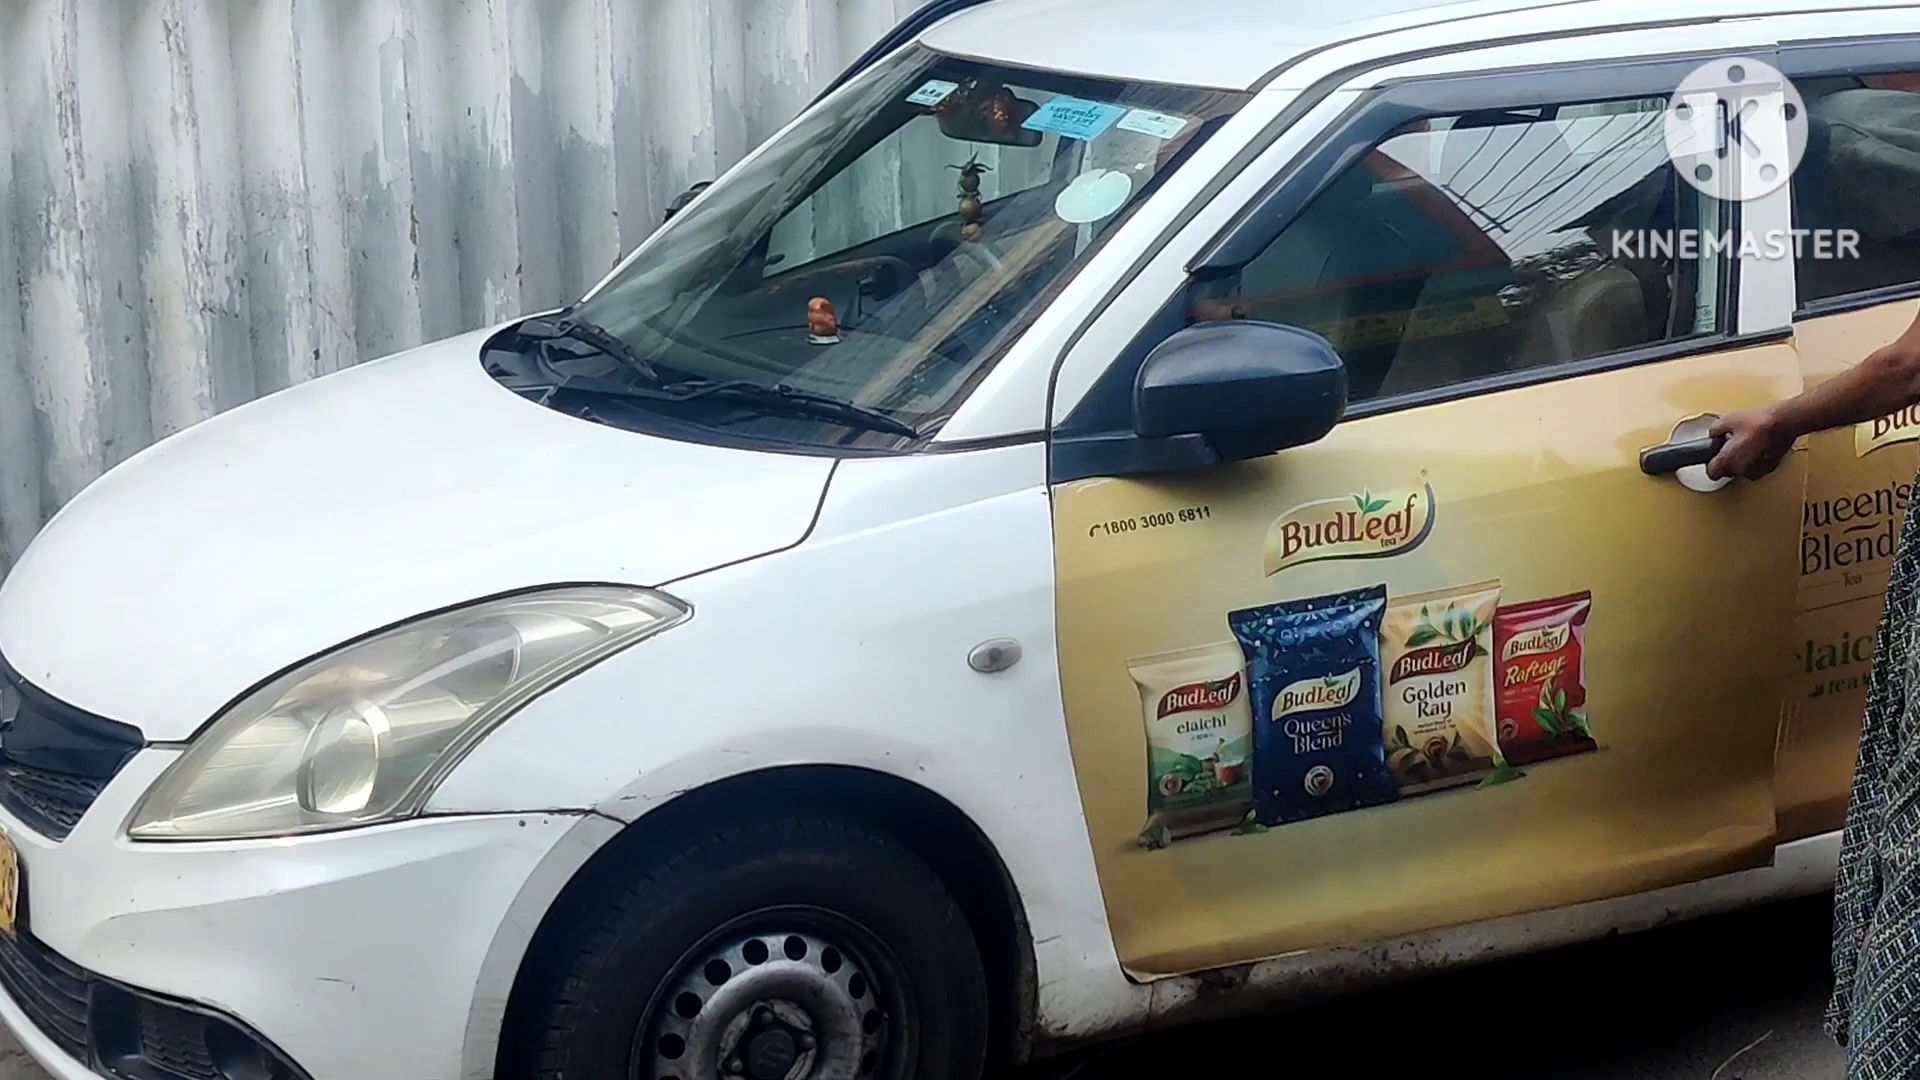 KINEMASTER
1800 3000 6811
BudLeaf
tea
BudLeaf
elaichi
BudLeaf
Queen's
Blend
BudLeaf
Golden
Ray
BudLeaf
Raftaar
Queen's
Blend
Tea
elaic
tea
39